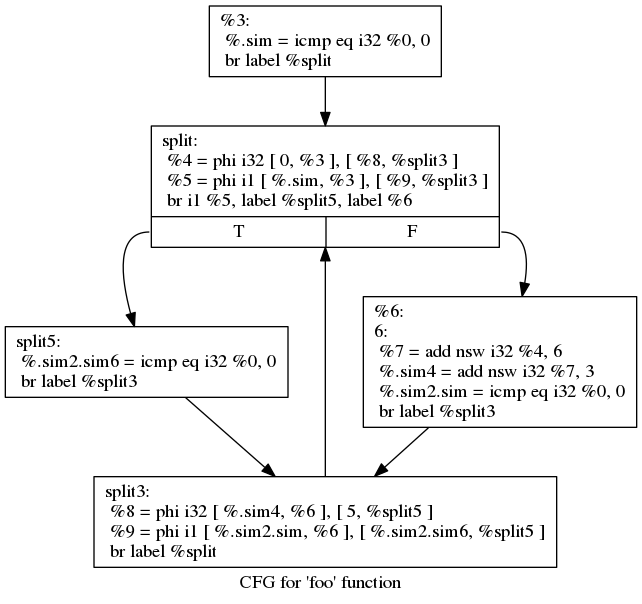 %3:
%.sim = icmp eq i32 %0, 0
br label %split
split:
%4 = phi i32 [ 0, %3 ], [ %8, %split3 ]
%5 = phi i1 [ %.sim, %3 ], [ %9, %split3 ]
br i1 %5, label %split5, label %6
T
F
split5:
%.sim2.sim6 = icmp eq i32 %0, 0
br label %split3
%6:
6:
%7 = add nsw i32 %4, 6
%.sim4 = add nsw i32 %7, 3
%.sim2.sim = icmp eq i32 %0, 0
br label %split3
split3:
%8 = phi i32 [ %.sim4, %6 ], [ 5, %split5 ]
%9 = phi i1 [ %.sim2.sim, %6 ], [ %.sim2.sim6, %split5 ]
br label %split
CFG for 'foo' function